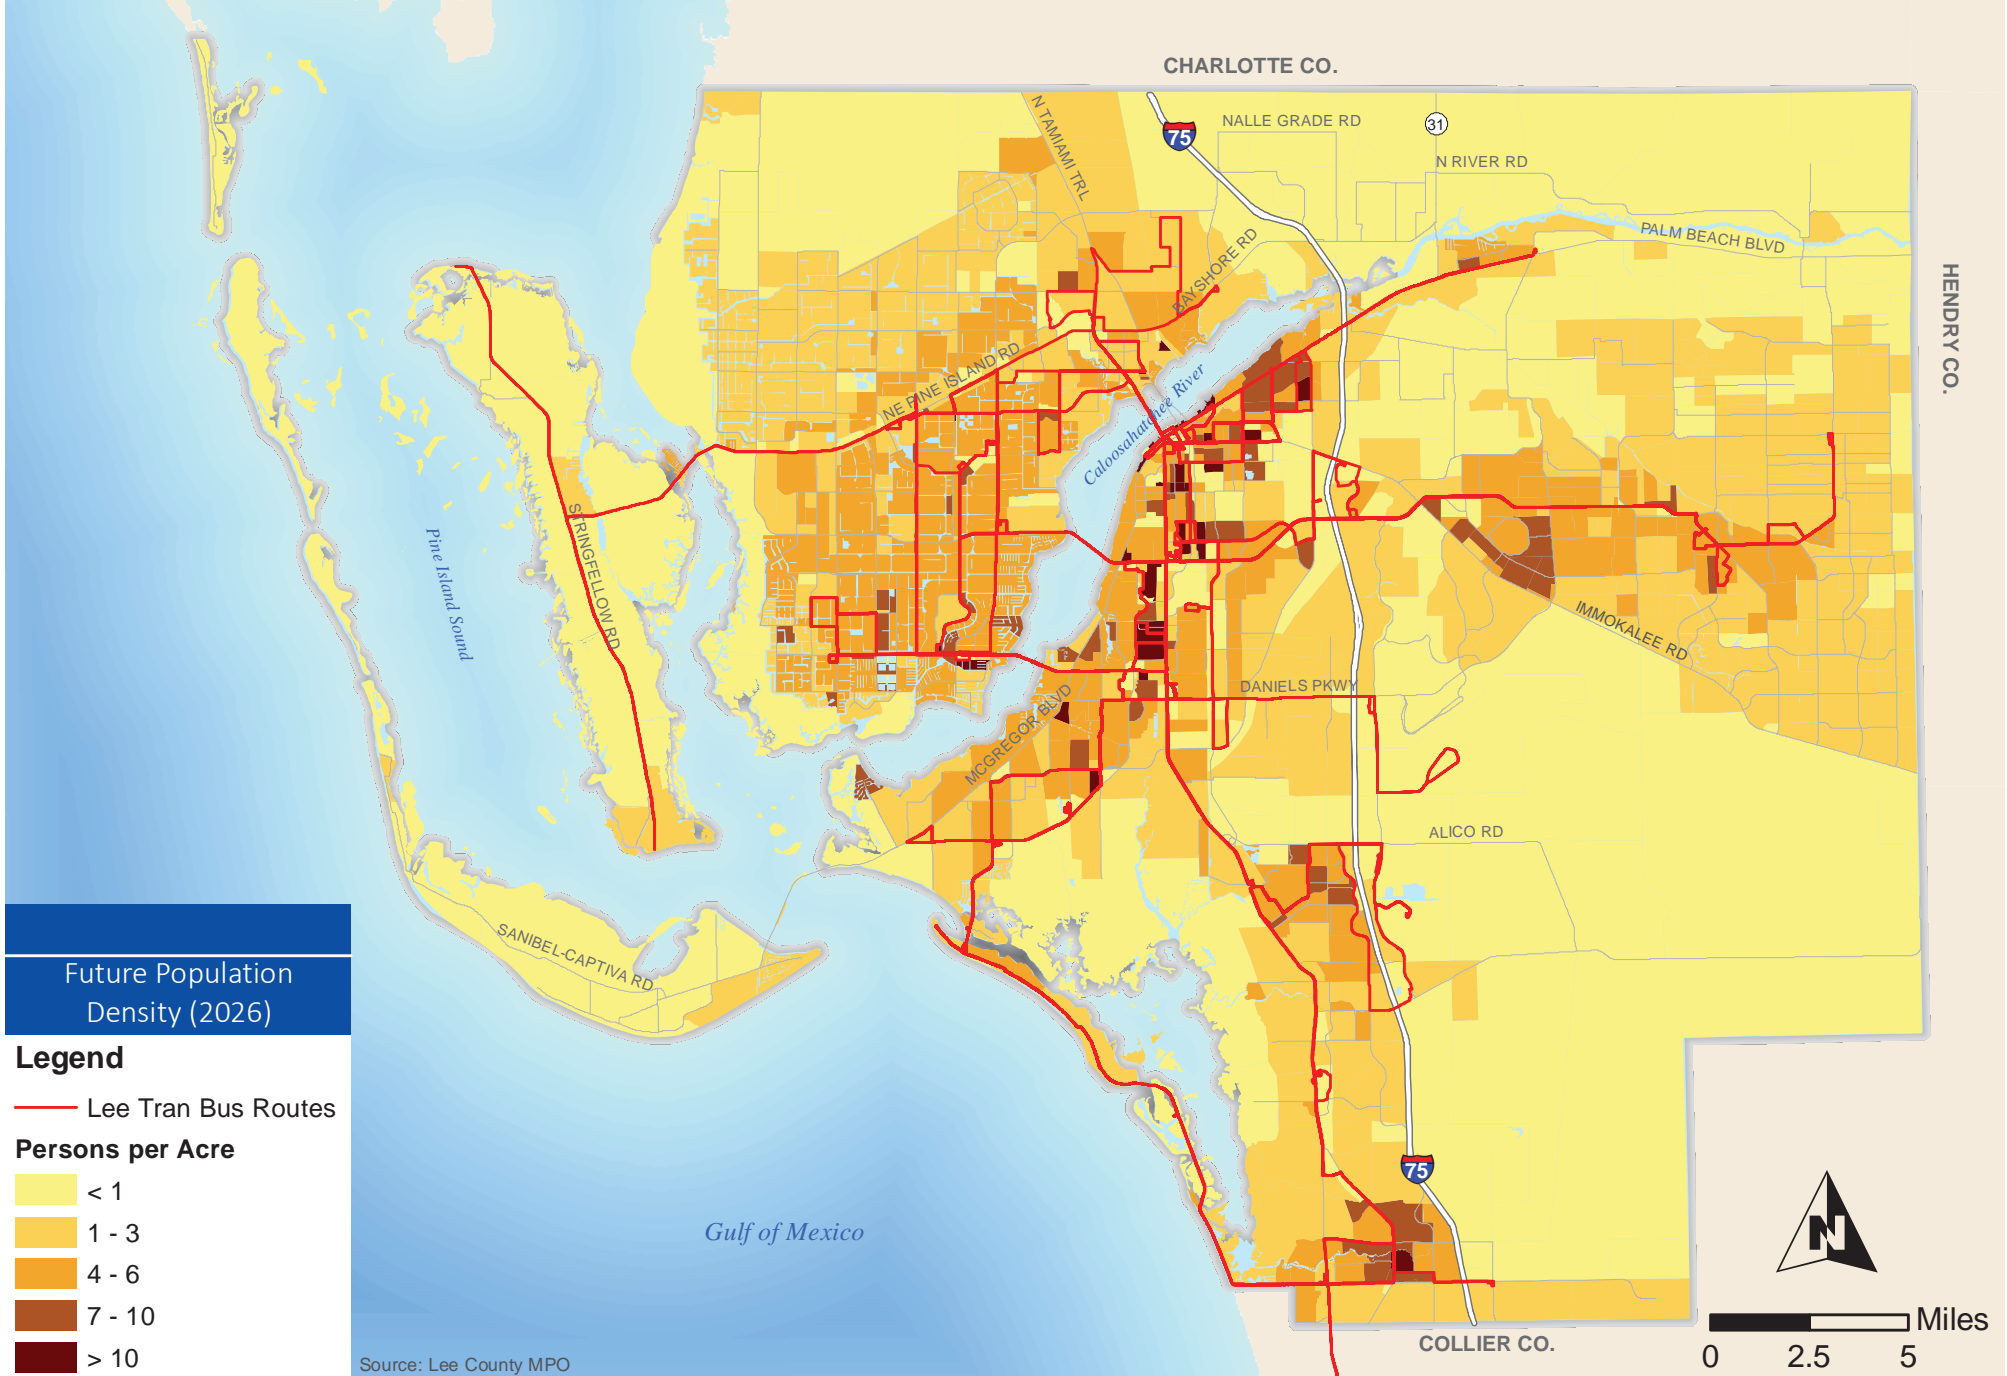 CHARLOTTE CO.
N TAMIAMI TRL
75
NALLE GRADE RD
31
N RIVER RD
BAYSHORE RD
PALM BEACH BLVD
HENDRY CO.
NE PINE ISLAND RD
Caloosahatchee River
STRINGFELLOW RD
Pine Island Sound
IMMOKALEE RD
DANIELS PKWY
MCGREGOR BLVD
ALICO RD
SANIBEL-CAPTIVA RD
Future Population
Density (2026)
Legend
Lee Tran Bus Routes
Persons per Acre
< 1
1 - 3
4 - 6
7 - 10
> 10
75
Gulf of Mexico
N
Miles
0 2.5 5
COLLIER CO.
Source: Lee County MPO